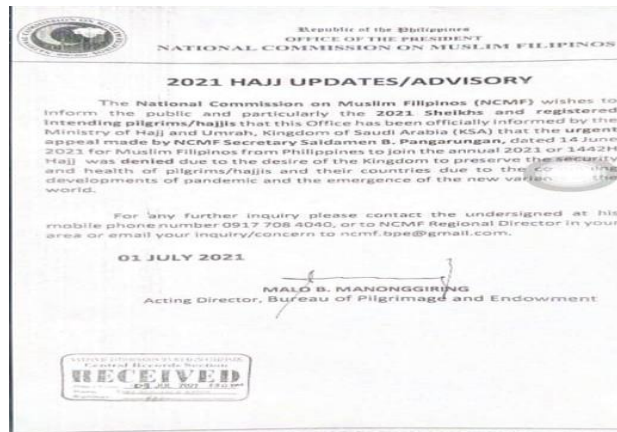 Republic of the Philippines
OFFICE OF THE PRESIDENT
NATIONAL COMMISSION ON MUSLIM FILIPINOS
2021 HAJJ UPDATES/ADVISORY
The National Commission on Muslim Filipinos (NCMF) wishes to
inform the public and particularly the 2021 Sheikhs and registered
intending pilgrims/hajjis that this Office has been officially informed by the
Ministry of Hajj and Umrah, Kingdom of Saudi Arabia (KSA) that the urgent
appeal made by NCMF Secretary Saidamen B. Pangarungan, dated 14 June
2021 for Muslim Filipinos from Philippines to join the annual 2021 or 1442H
Hajj was denied due to the desire of the Kingdom to preserve the security
and health of pilgrims/hajjis and their countries due to the
developments of pandemic and the emergence of the new the
world.
For any further inquiry please contact the undersigned at his
mobile phone number 0917 708 4040, or to NCMF Regional Director in your
area or email your inquiry/concern to ncmf.bpe@gmail.com.
01 JULY 2021
MALO B. MANONGGIRING
Acting Director, Bureau of Pilgrimage and Endowment
Central Records Section
RECEIVED
JUL 2021